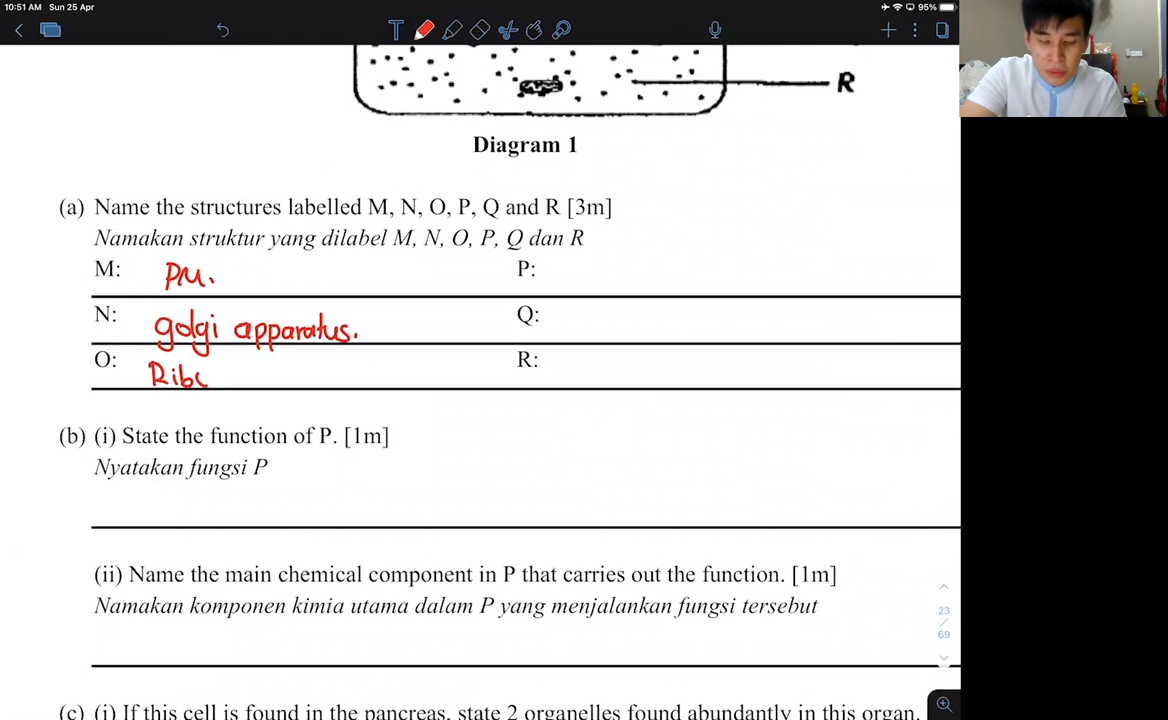 10:51 AM Sun 25 Apr
95%
R
Diagram 1
(a) Name the structures labelled M, N, O, P, Q and R [3m]
Namakan struktur yang dilabel M, N, O, P, Q dan R
M: PM. P:
N: golgi apparatus. Q:
O: Ribo R:
(b) (i) State the function of P. [1m]
Nyatakan fungsi P
(ii) Name the main chemical component in P that carries out the function. [1m]
Namakan komponen kimia utama dalam P yang menjalankan fungsi tersebut
23
/
69
(c) (i) If this cell is found in the pancreas, state 2 organelles found abundantly in this organ.